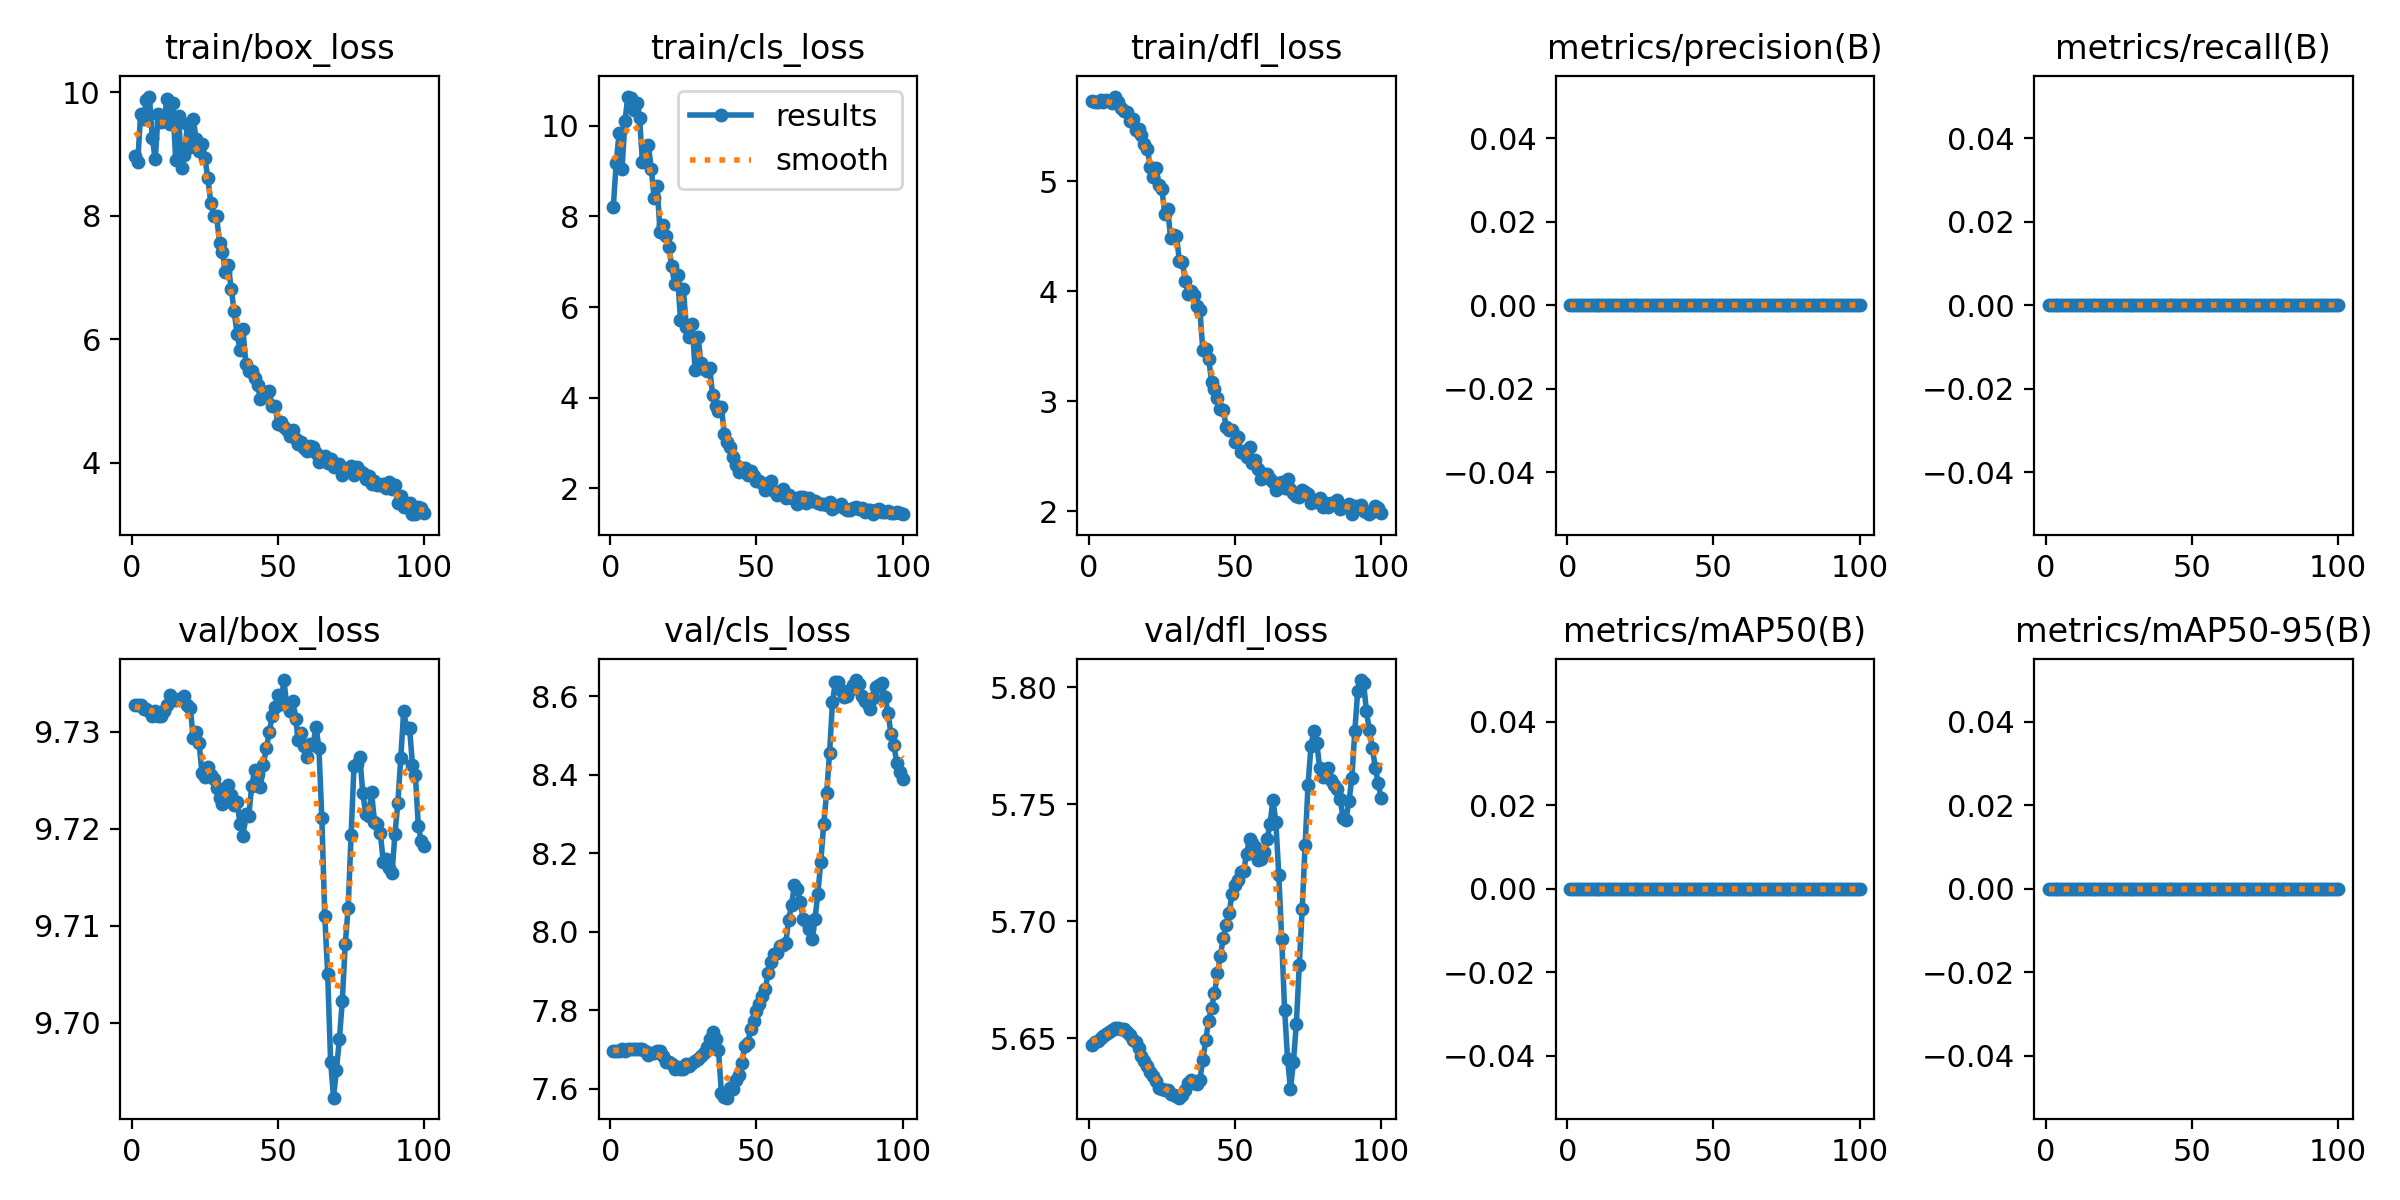 train/box_loss
10
8
6
4
0 50 100
train/cls_loss
results
smooth
10
8
6
4
2
0 50 100
train/dfl_loss
5
4
3
2
0 50 100
metrics/precision(B)
0.04
0.02
0.00
−0.02
−0.04
0 50 100
metrics/recall(B)
0.04
0.02
0.00
−0.02
−0.04
0 50 100
val/box_loss
9.73
9.72
9.71
9.70
0 50 100
val/cls_loss
8.6
8.4
8.2
8.0
7.8
7.6
0 50 100
val/dfl_loss
5.80
5.75
5.70
5.65
0 50 100
metrics/mAP50(B)
0.04
0.02
0.00
−0.02
−0.04
0 50 100
metrics/mAP50-95(B)
0.04
0.02
0.00
−0.02
−0.04
0 50 100